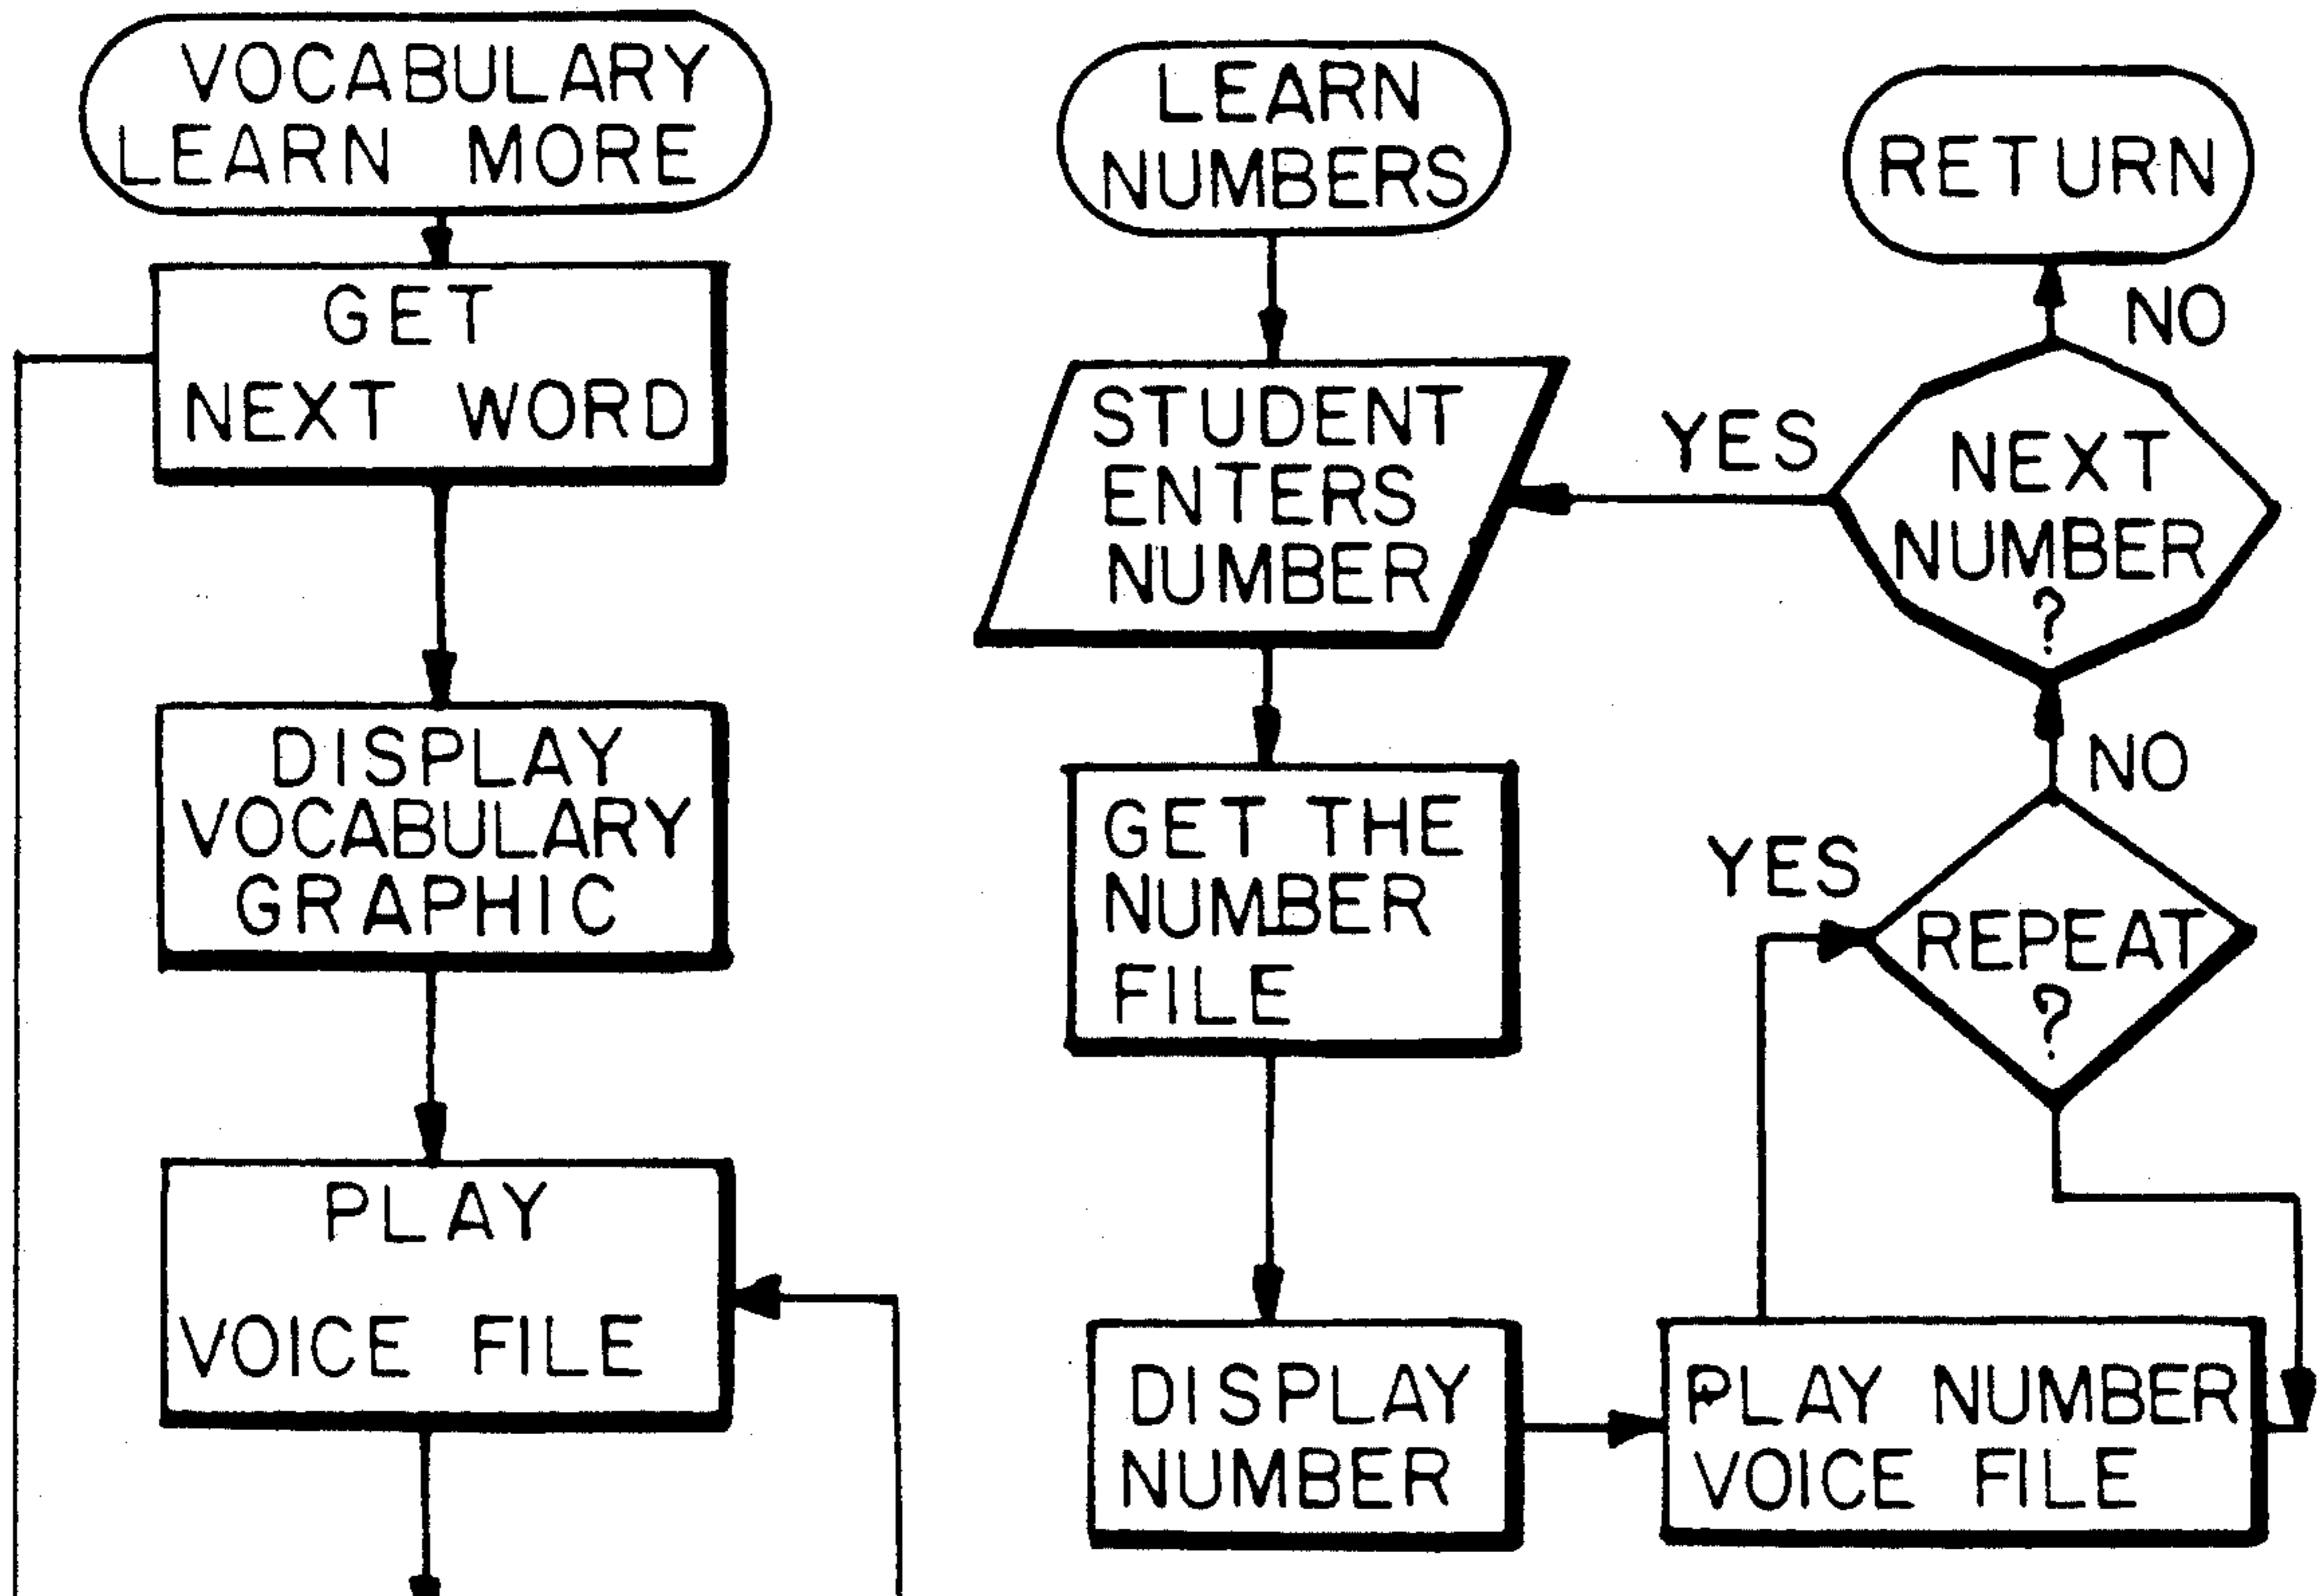 VOCABULARY
LEARN MORE
GET
NEXT WORD
DISPLAY
VOCABULARY
GRAPHIC
PLAY
VOICE FILE
LEARN
NUMBERS
STUDENT
ENTERS
NUMBER
GET THE
NUMBER
FILE
DISPLAY
NUMBER
PLAY NUMBER
VOICE FILE
YES
REPEAT
?
NO
NEXT
NUMBER
?
YES
NO
RETURN